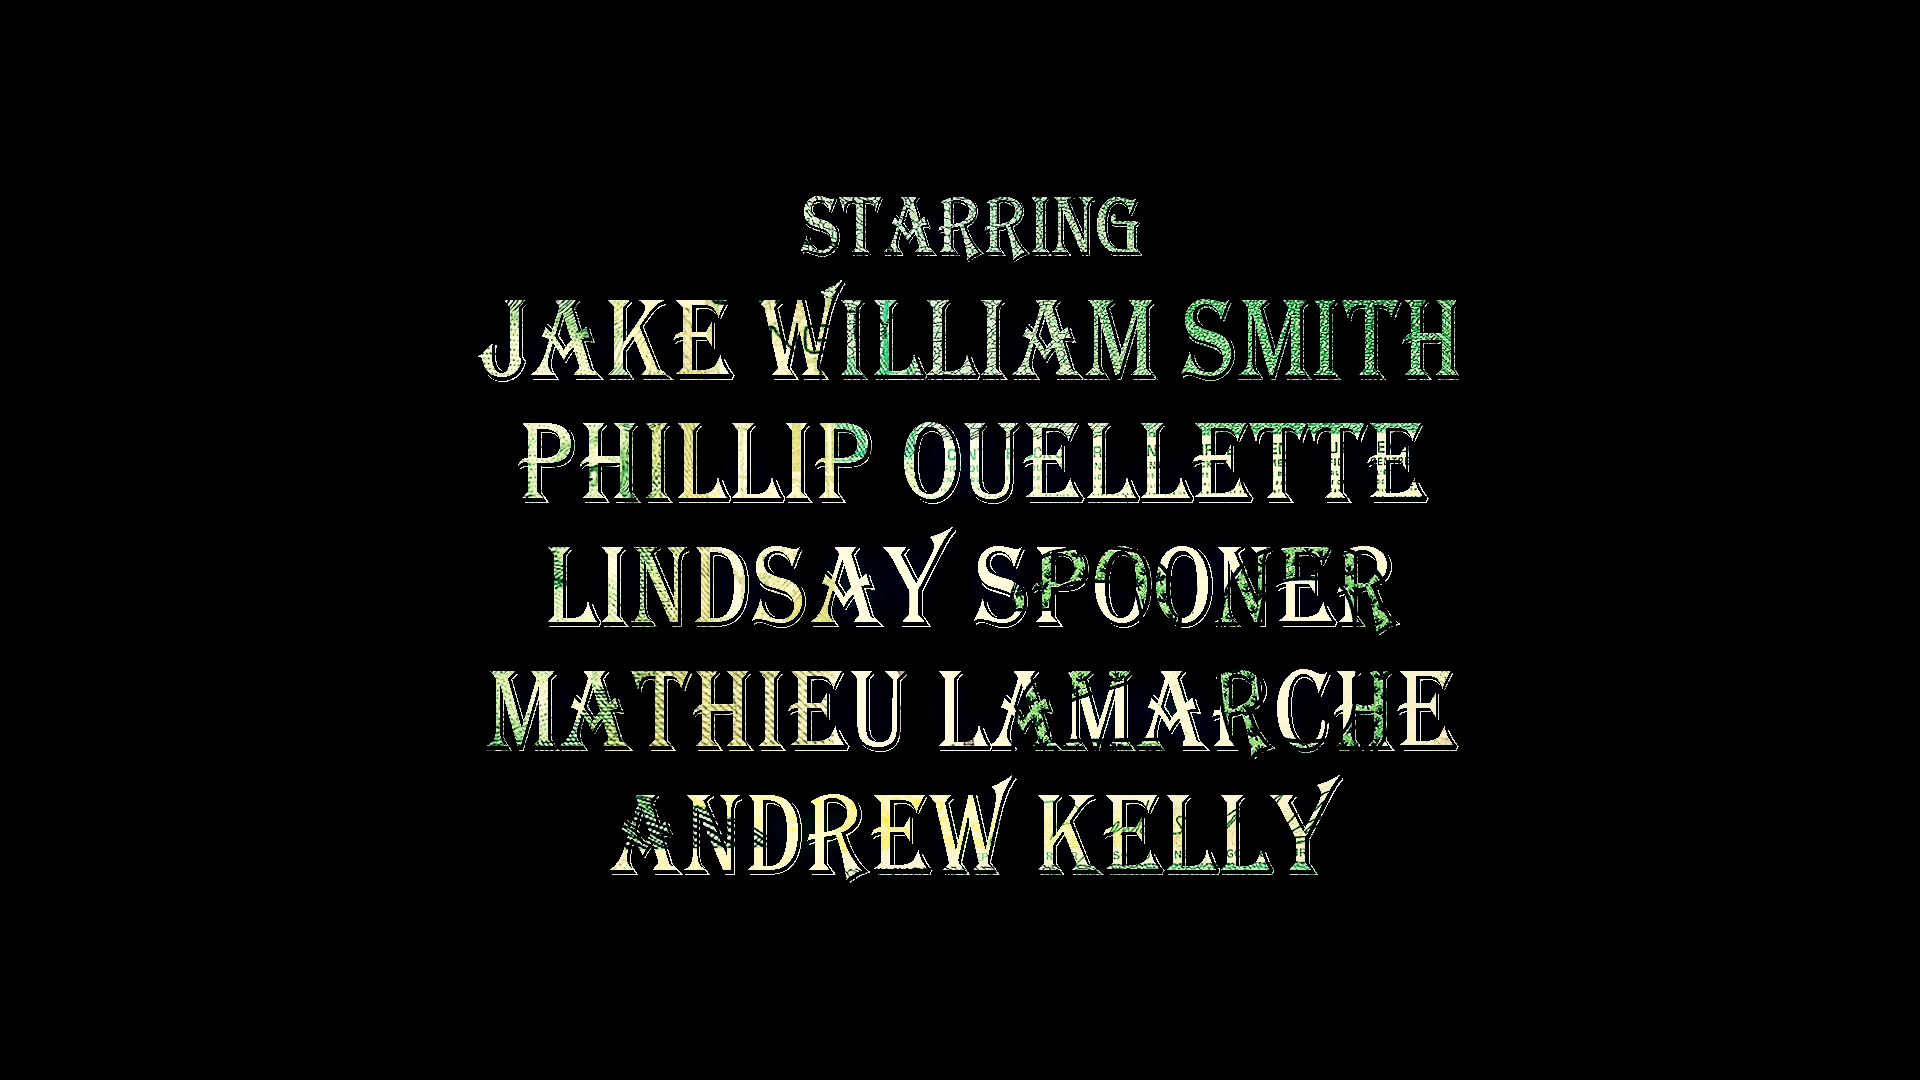 STARRING
JAKE WILLIAM SMITH
PHILLIP OUELLETTE
LINDSAY SPOONER
MATHIEU LAMARCHE
ANDREW KELLY